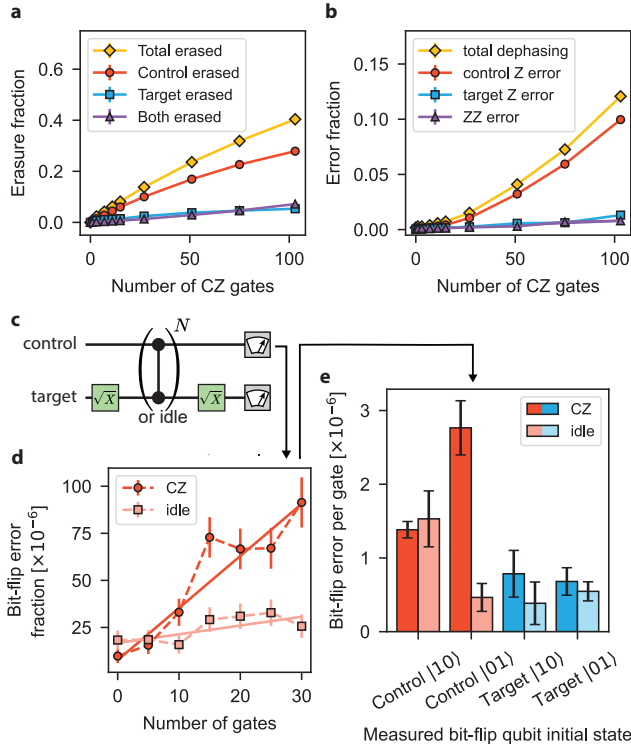 a
Total erased
Control erased
Target erased
Both erased
0.6
0.4
0.2
0.0
Erasure fraction
0
50
100
Number of CZ gates
b
total dephasing
control Z error
target Z error
ZZ error
0.15
0.10
0.05
0.00
Error fraction
0
50
100
Number of CZ gates
c
control
target
√X
N
or idle
√X
d
CZ
idle
100
75
50
25
Bit-flip error
fraction [×10⁻⁶]
0
10
20
30
Number of gates
e
CZ
idle
3
2
1
0
Bit-flip error per gate [×10⁻⁶]
Control |10⟩
Control |01⟩
Target |10⟩
Target |01⟩
Measured bit-flip qubit initial state